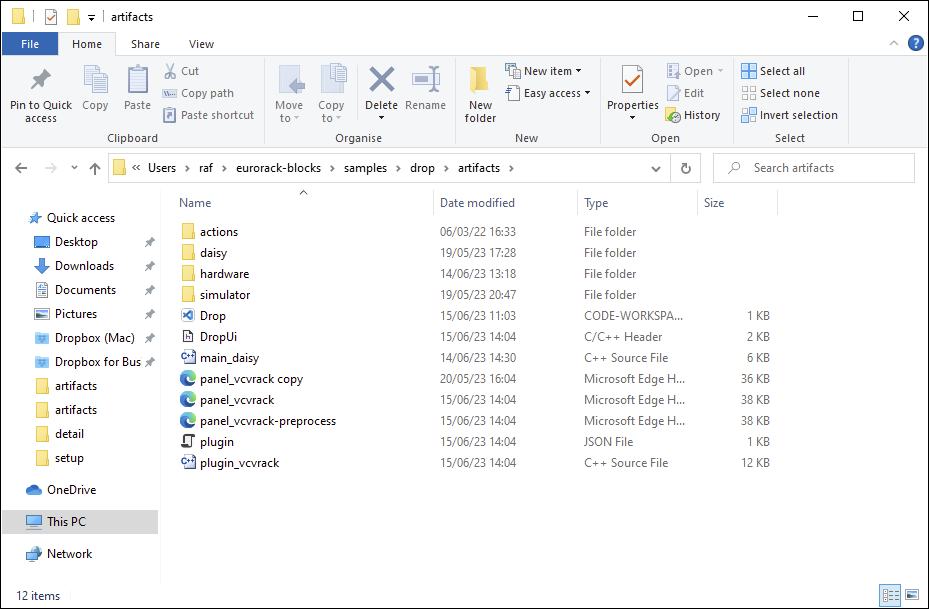 artifacts
File Home Share View
Pin to Quick access
Copy
Paste
Cut
Copy path
Paste shortcut
Clipboard
Move to
Copy to
Delete
Rename
Organise
New folder
New item
Easy access
New
Properties
Open
Edit
History
Open
Select all
Select none
Invert selection
Select
« Users › raf › eurorack-blocks › samples › drop › artifacts ›
Search artifacts
Quick access
Desktop
Downloads
Documents
Pictures
Dropbox (Mac)
Dropbox for Bus
artifacts
artifacts
detail
setup
OneDrive
This PC
Network
Name Date modified Type Size
actions 06/03/22 16:33 File folder
daisy 19/05/23 17:28 File folder
hardware 14/06/23 13:18 File folder
simulator 19/05/23 20:47 File folder
Drop 15/06/23 11:03 CODE-WORKSPA... 1 KB
DropUi 15/06/23 14:04 C/C++ Header 2 KB
main_daisy 14/06/23 14:30 C++ Source File 6 KB
panel_vcvrack copy 20/05/23 16:04 Microsoft Edge H... 36 KB
panel_vcvrack 15/06/23 14:04 Microsoft Edge H... 38 KB
panel_vcvrack-preprocess 15/06/23 14:04 Microsoft Edge H... 38 KB
plugin 15/06/23 14:04 JSON File 1 KB
plugin_vcvrack 15/06/23 14:04 C++ Source File 12 KB
12 items